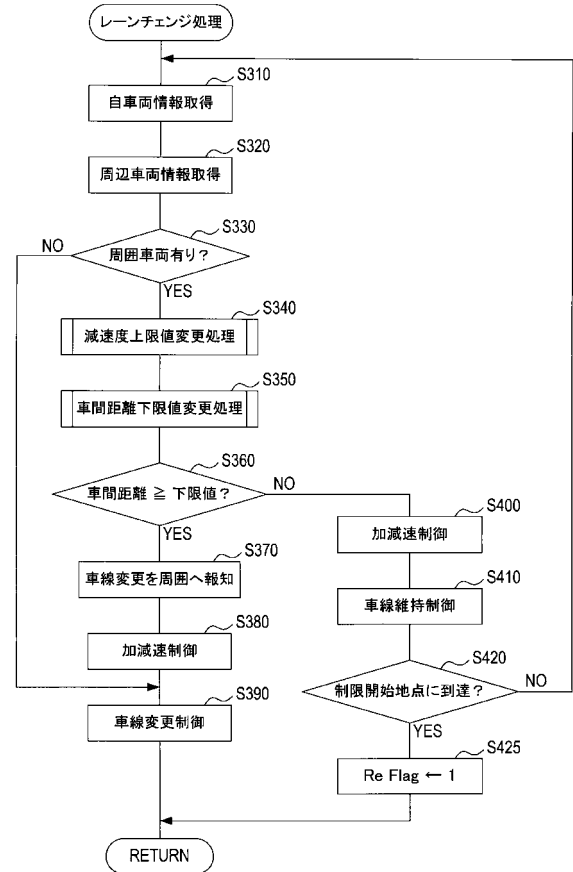 レーンチェンジ処理
S310
自車両情報取得
S320
周辺車両情報取得
S330
周囲車両有り？
NO
YES
S340
減速度上限値変更処理
S350
車間距離下限値変更処理
S360
車間距離 ≧ 下限値？
NO
YES
S370
車線変更を周囲へ報知
S380
加減速制御
S390
車線変更制御
S400
加減速制御
S410
車線維持制御
S420
制限開始地点に到達？
NO
YES
S425
Re Flag ← 1
RETURN